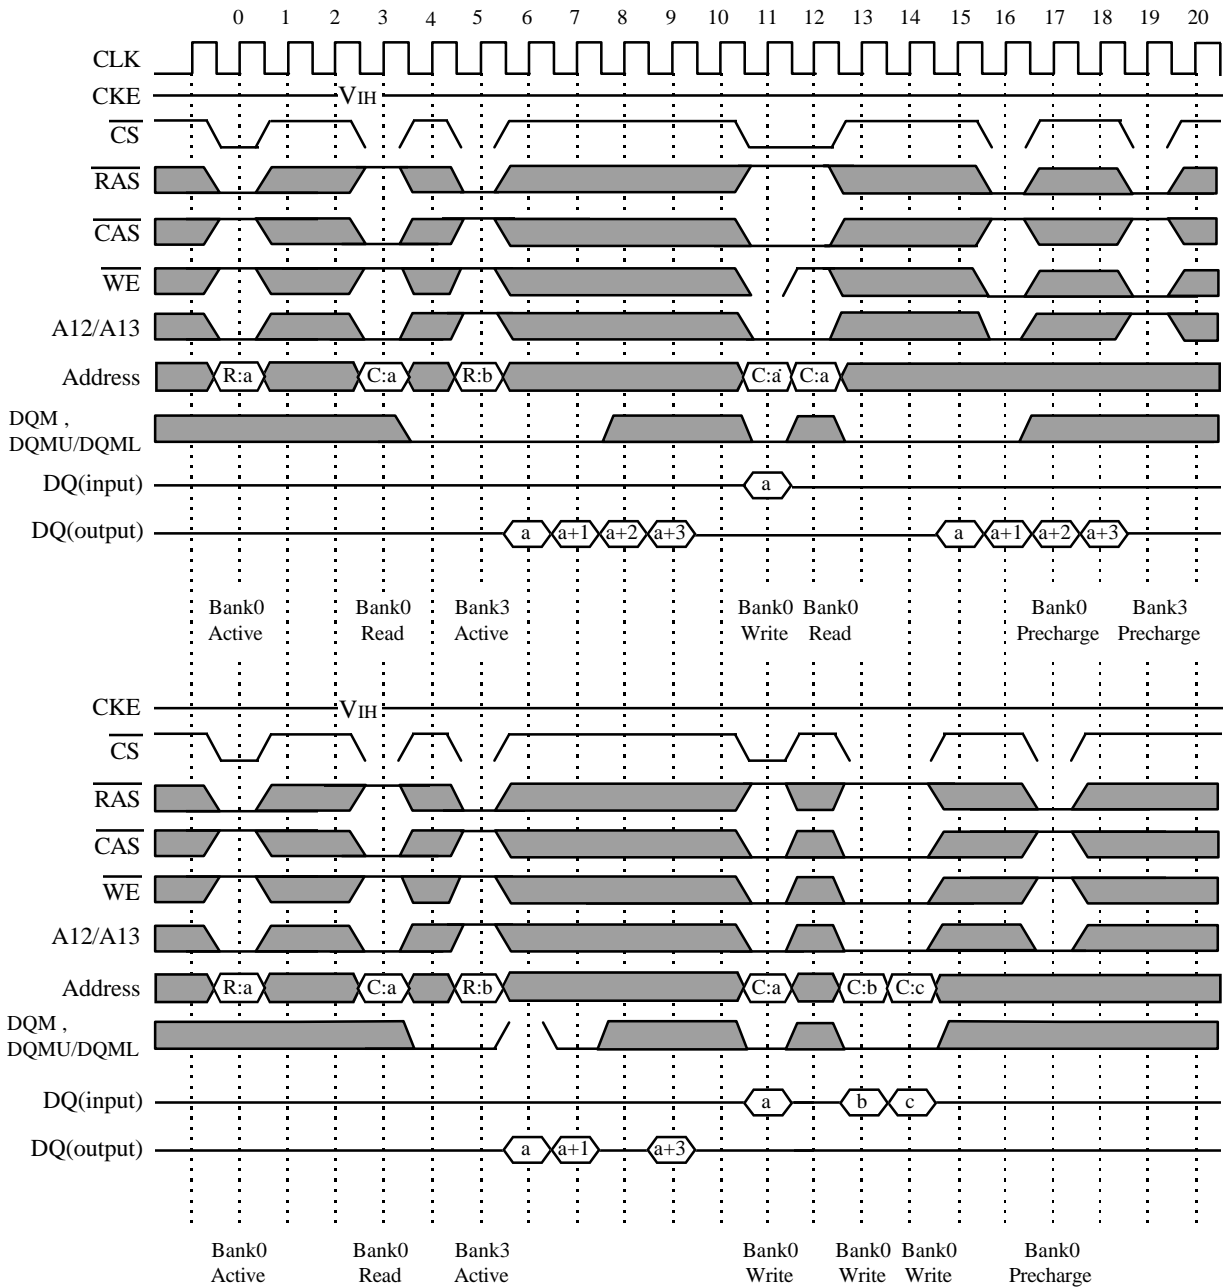 0 1 2 3 4 5 6 7 8 9 10 11 12 13 14 15 16 17 18 19 20
CLK
CKE VIH
CS
RAS
CAS
WE
A12/A13
Address R:a C:a R:b C:a' C:a
DQM ,
DQMU/DQML
DQ(input) a
DQ(output) a a+1 a+2 a+3 a a+1 a+2 a+3
Bank0 Bank0 Bank3 Bank0 Bank0 Bank0 Bank3
Active Read Active Write Read Precharge Precharge
CKE VIH
CS
RAS
CAS
WE
A12/A13
Address R:a C:a R:b C:a C:b C:c
DQM ,
DQMU/DQML
DQ(input) a b c
DQ(output) a a+1 a+3
Bank0 Bank0 Bank3 Bank0 Bank0 Bank0 Bank0
Active Read Active Write Write Write Precharge